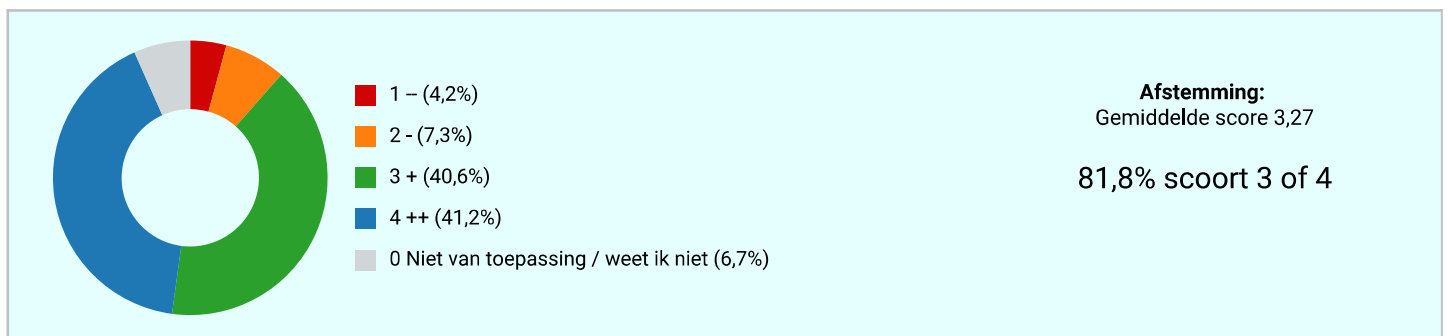 1 -- (4,2%)
2 - (7,3%)
3 + (40,6%)
4 ++ (41,2%)
0 Niet van toepassing / weet ik niet (6,7%)
Afstemming:
Gemiddelde score 3,27
81,8% scoort 3 of 4